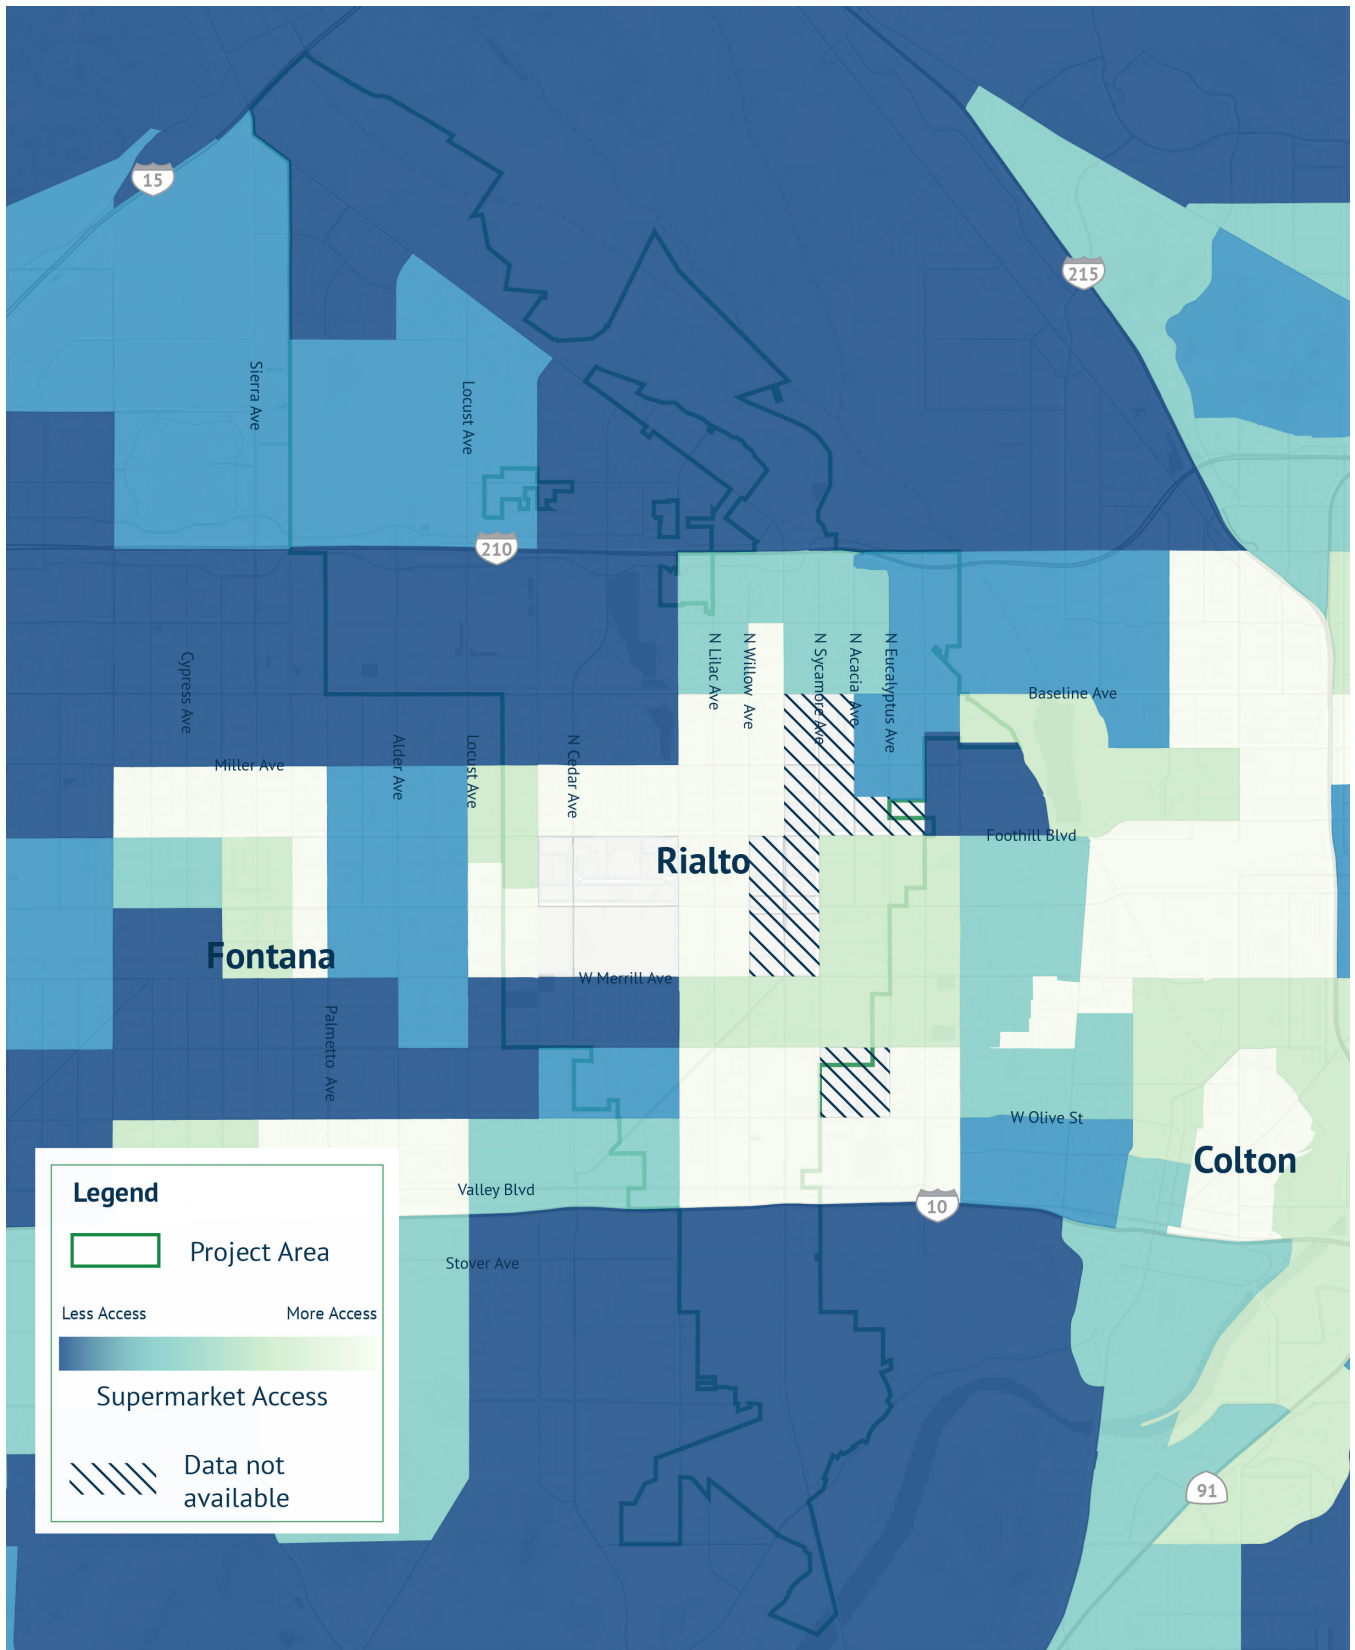 15
215
Sierra Ave
Locust Ave
210
N Lilac Ave
N Willow Ave
N Sycamore Ave
N Acacia Ave
N Eucalyptus Ave
Cypress Ave
Baseline Ave
Miller Ave
Alder Ave
Locust Ave
N Cedar Ave
Foothill Blvd
Rialto
Fontana
W Merrill Ave
Palmetto Ave
W Olive St
Colton
Valley Blvd
10
Stover Ave
91
Legend
Project Area
Less Access
More Access
Supermarket Access
Data not
available